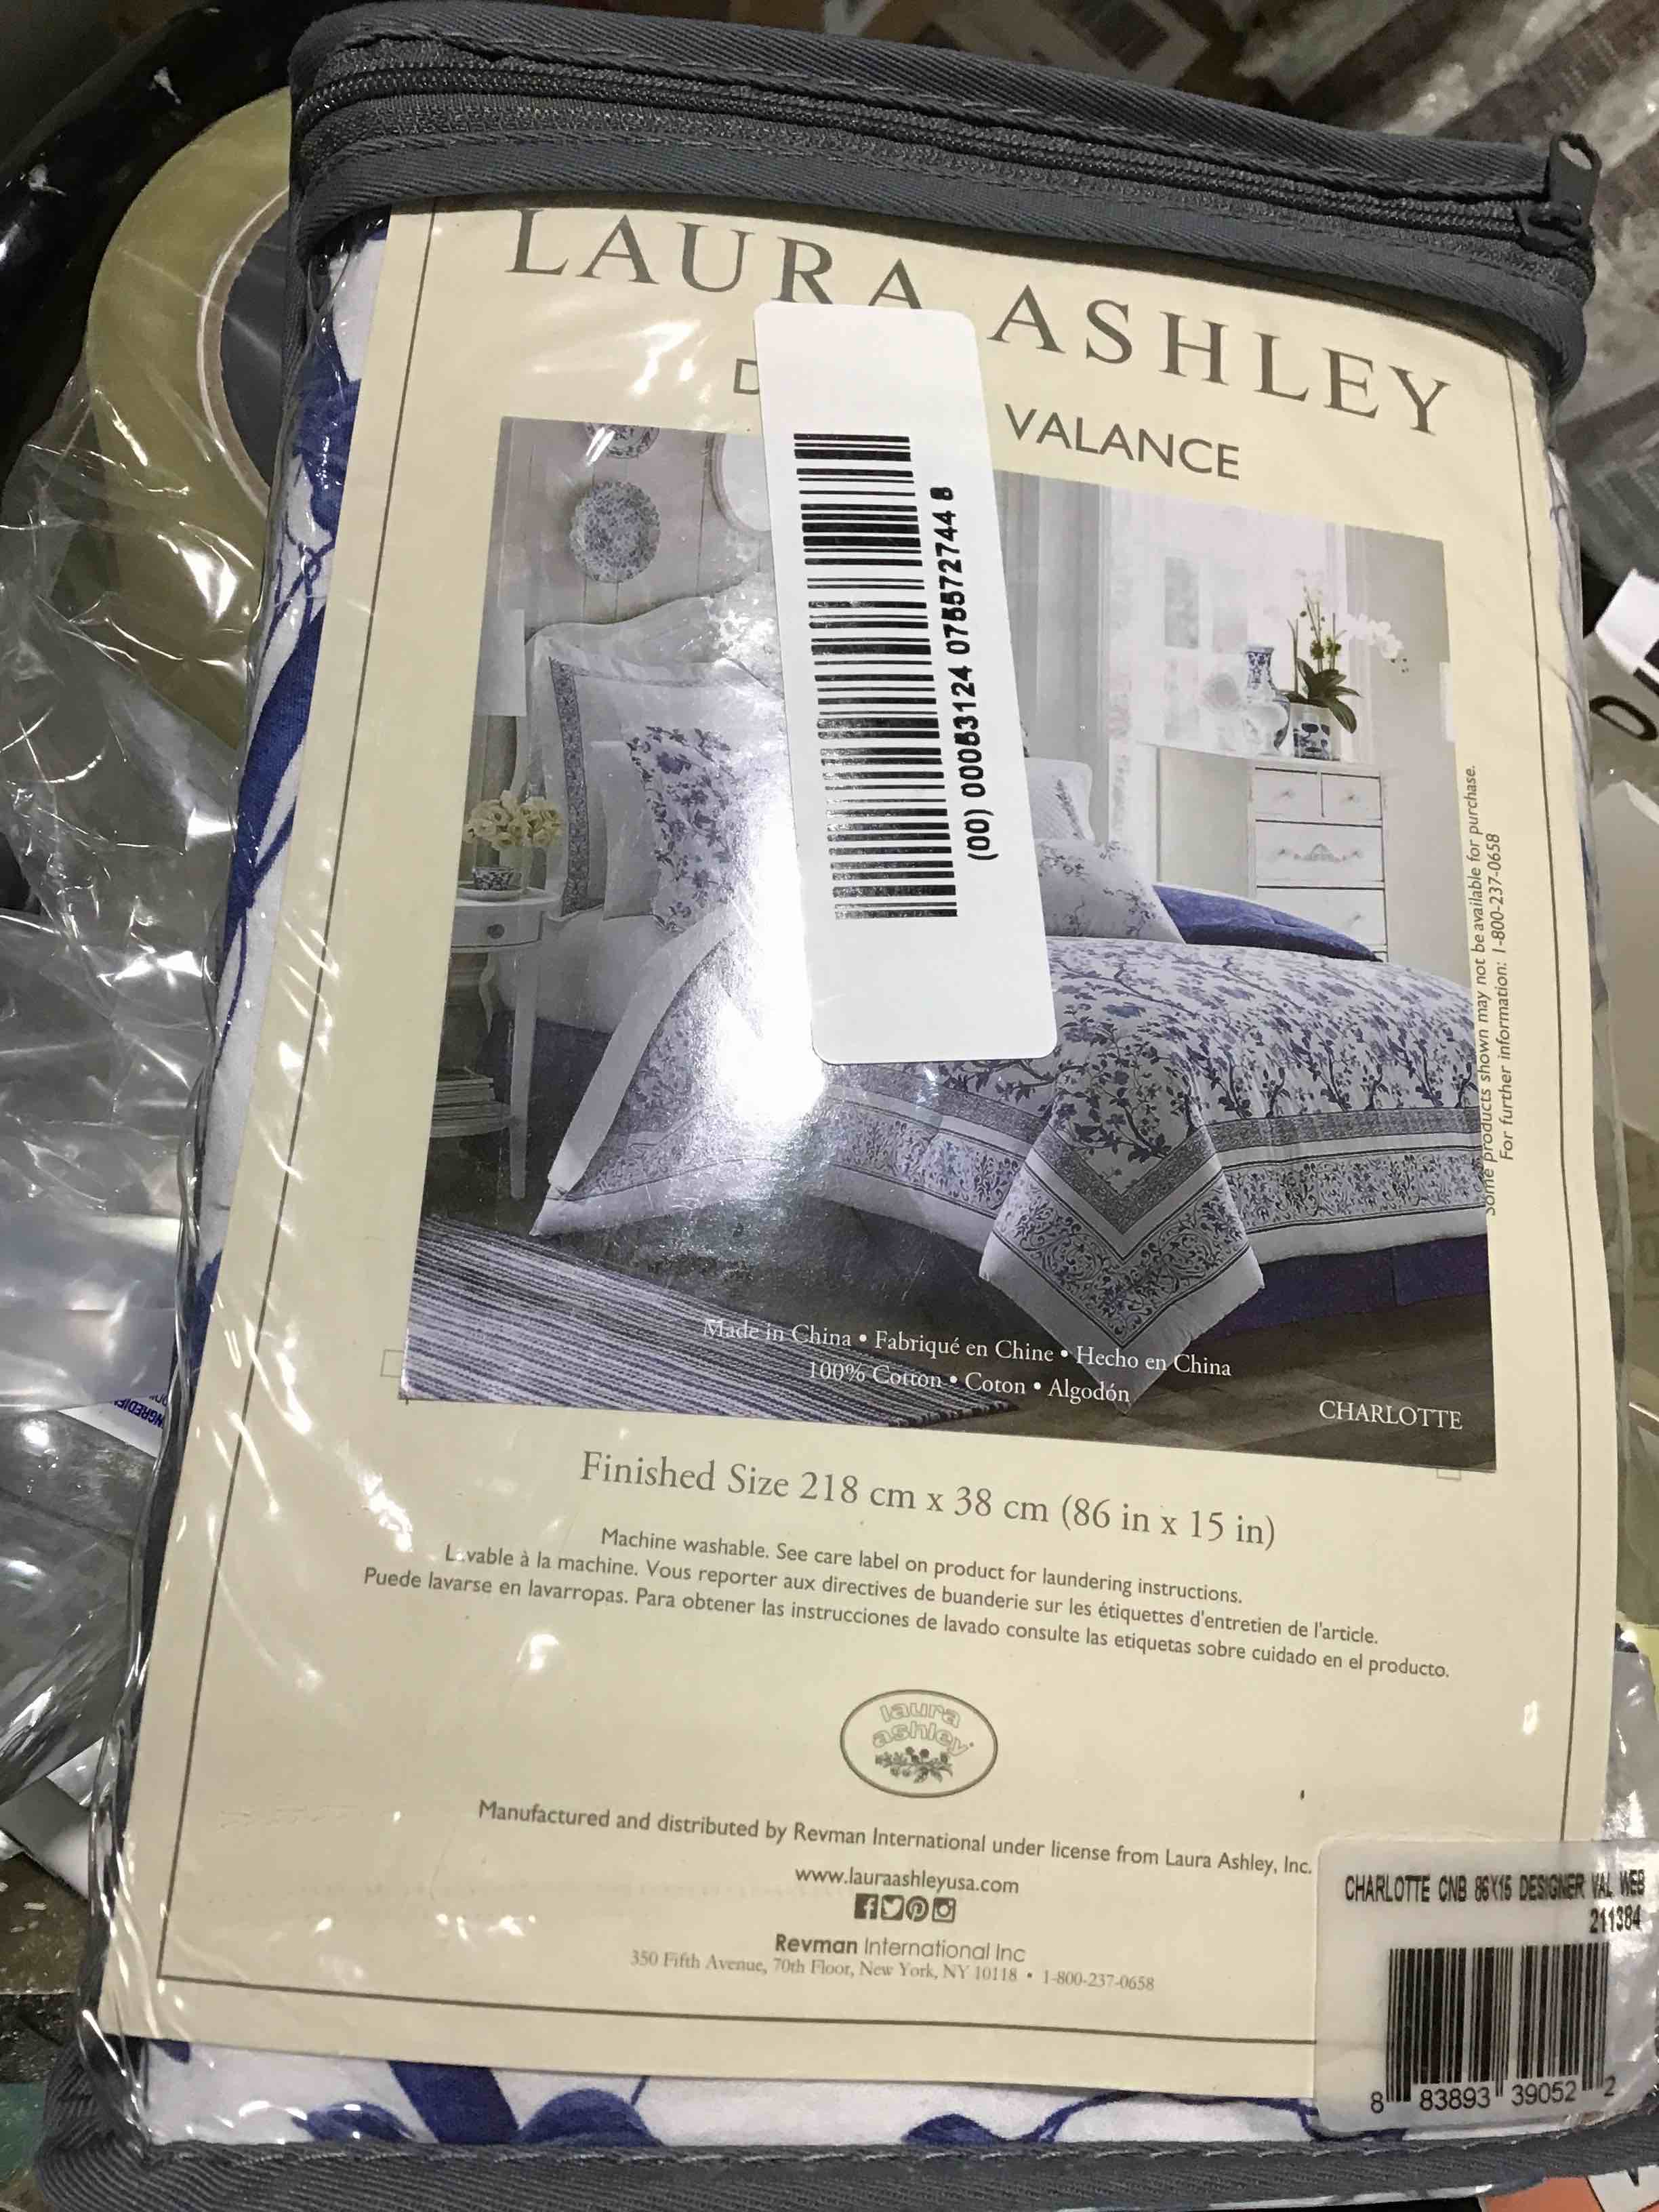 LAURA ASHLEY
VALANCE
(00) 00053124 0755727448
Some products shown may not be available for purchase.
For further information: 1-800-237-0658
Made in China • Fabriqué en Chine • Hecho en China
100% Cotton • Coton • Algodón
CHARLOTTE
Finished Size 218 cm x 38 cm (86 in x 15 in)
Machine washable. See care label on product for laundering instructions.
Lavable à la machine. Vous reporter aux directives de buanderie sur les étiquettes d'entretien de l'article.
Puede lavarse en lavarropas. Para obtener las instrucciones de lavado consulte las etiquetas sobre cuidado en el producto.
laura
ashley
Manufactured and distributed by Revman International under license from Laura Ashley, Inc.
www.lauraashleyusa.com
Revman International Inc
350 Fifth Avenue, 70th Floor, New York, NY 10118 • 1-800-237-0658
CHARLOTTE CNB 86X15 DESIGNER VAL WEB
211384
8 83893 39052 2